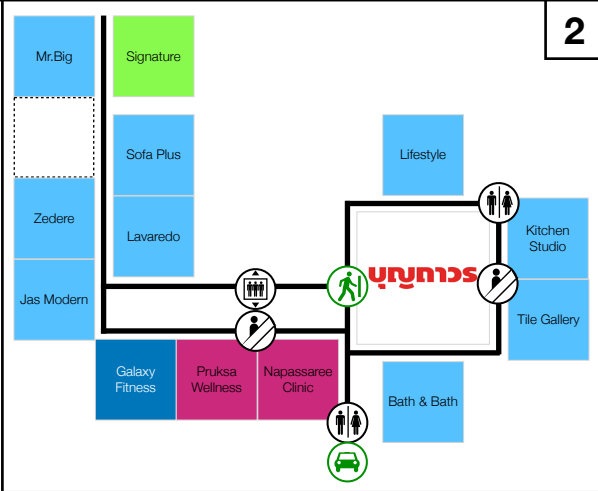 2
Mr.Big
Signature
Sofa Plus
Lifestyle
Zedere
Lavaredo
Kitchen
Studio
บุญถาวร
Jas Modern
Tile Gallery
Galaxy
Fitness
Pruksa
Wellness
Napassaree
Clinic
Bath & Bath